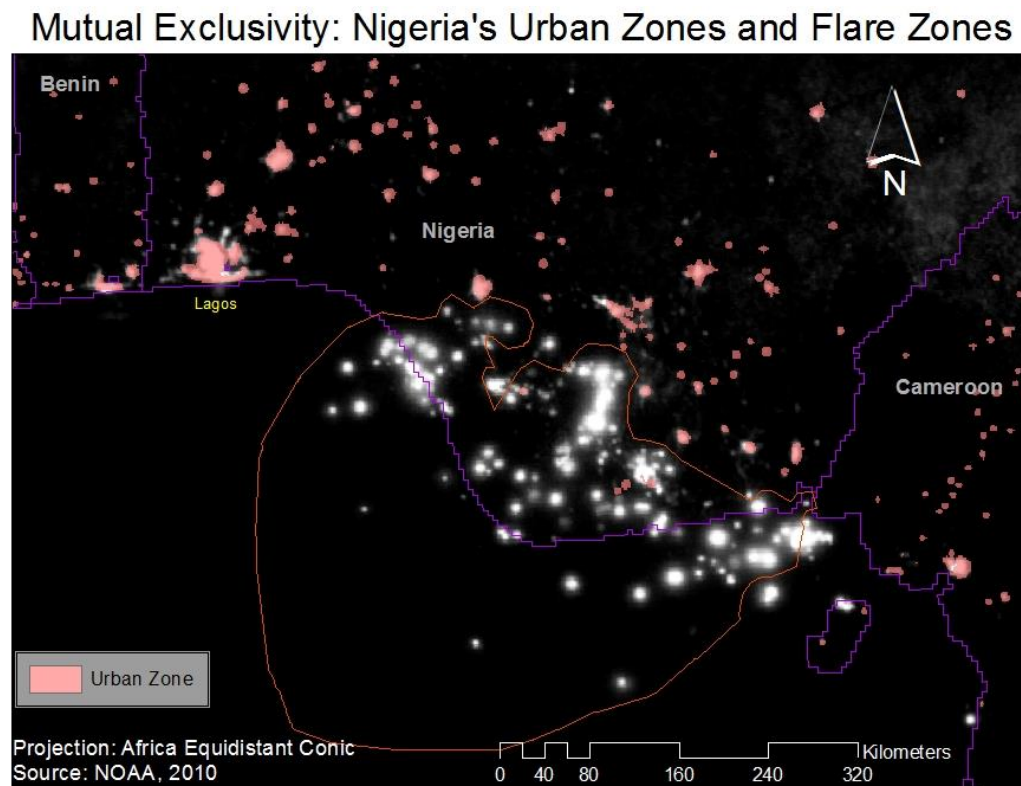 Mutual Exclusivity: Nigeria's Urban Zones and Flare Zones
Benin
N
Nigeria
Lagos
Cameroon
Urban Zone
Projection: Africa Equidistant Conic
Source: NOAA, 2010
Kilometers
0 40 80 160 240 320